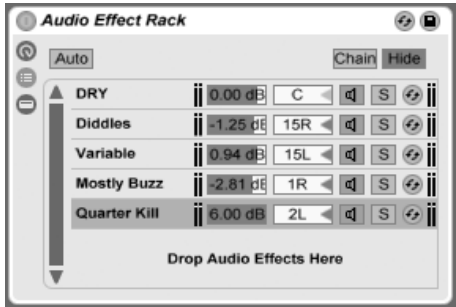 Audio Effect Rack
Auto Chain Hide
DRY 0.00 dB C S
Diddles -1.25 dB 15R S
Variable 0.94 dB 15L S
Mostly Buzz -2.81 dB 1R S
Quarter Kill 6.00 dB 2L S
Drop Audio Effects Here